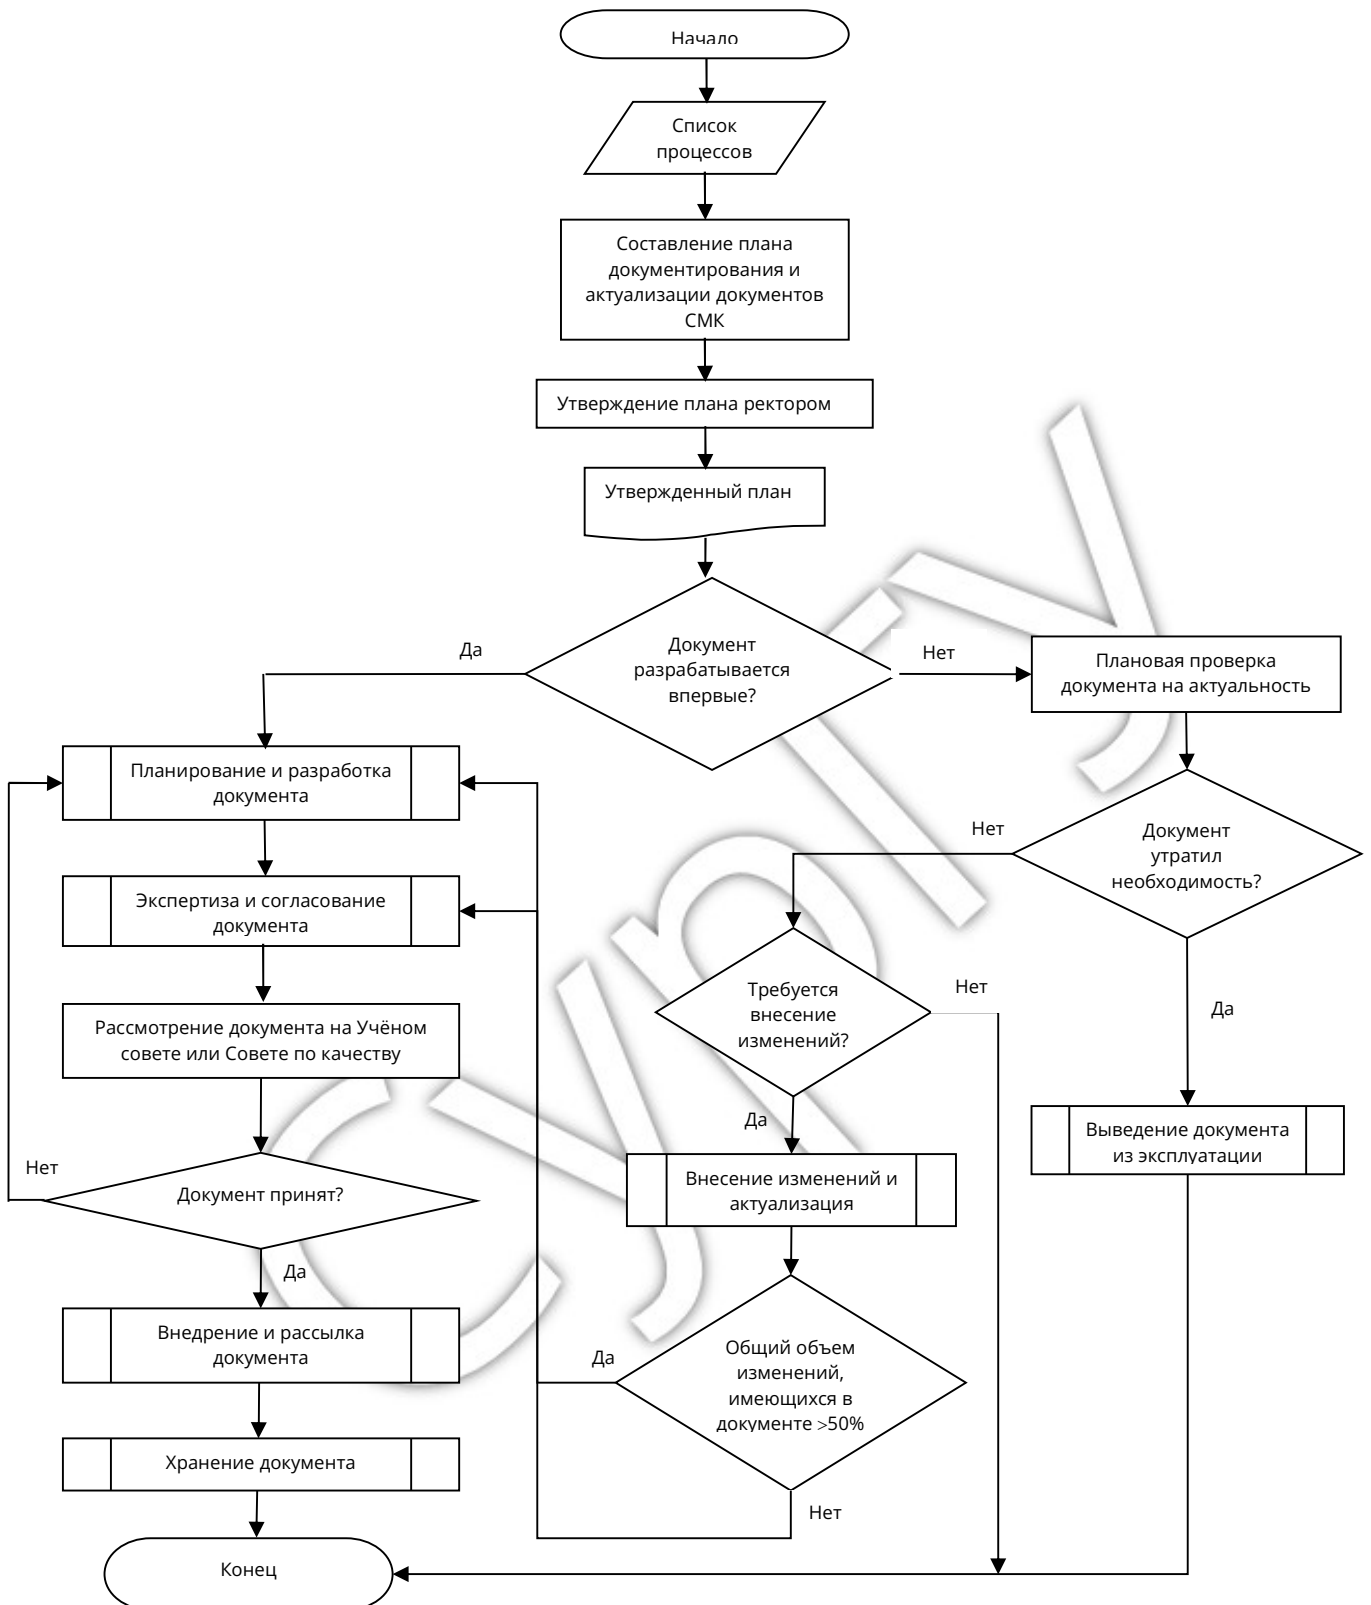 Начало
Список
процессов
Составление плана
документирования и
актуализации документов
СМК
Утверждение плана ректором
Утвержденный план
Да
Документ
разрабатывается
впервые?
Нет
Плановая проверка
документа на актуальность
Планирование и разработка
документа
Нет
Документ
утратил
необходимость?
Экспертиза и согласование
документа
Требуется
внесение
изменений?
Нет
Да
Рассмотрение документа на Учёном
совете или Совете по качеству
Да
Выведение документа
из эксплуатации
Нет
Документ принят?
Внесение изменений и
актуализация
Да
Внедрение и рассылка
документа
Да
Общий объем
изменений,
имеющихся в
документе >50%
Хранение документа
Нет
Конец
СурГУ